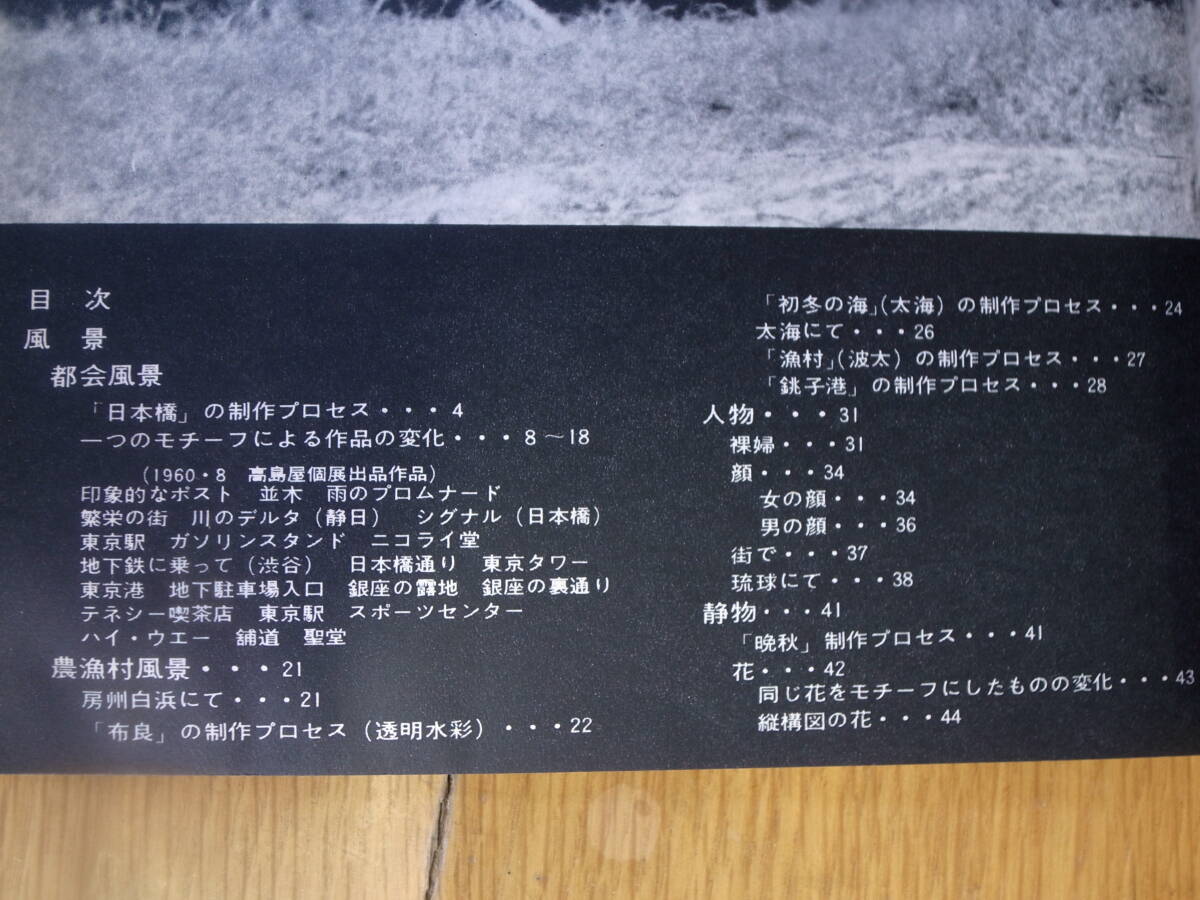 目　次
風　景
都会風景
「日本橋」の制作プロセス・・・4
一つのモチーフによる作品の変化・・・8〜18
（1960・8　高島屋個展出品作品）
印象的なポスト　並木　雨のプロムナード
繁栄の街　川のデルタ（静日）　シグナル（日本橋）
東京駅　ガソリンスタンド　ニコライ堂
地下鉄に乗って（渋谷）　日本橋通り　東京タワー
東京港　地下駐車場入口　銀座の露地　銀座の裏通り
テネシー喫茶店　東京駅　スポーツセンター
ハイ・ウエー　舗道　聖堂
農漁村風景・・・21
房州白浜にて・・・21
「布良」の制作プロセス（透明水彩）・・・22
「初冬の海」（太海）の制作プロセス・・・24
太海にて・・・26
「漁村」（波太）の制作プロセス・・・27
「銚子港」の制作プロセス・・・28
人物・・・31
裸婦・・・31
顔・・・34
女の顔・・・34
男の顔・・・36
街で・・・37
琉球にて・・・38
静物・・・41
「晩秋」制作プロセス・・・41
花・・・42
同じ花をモチーフにしたものの変化・・・43
縦構図の花・・・44